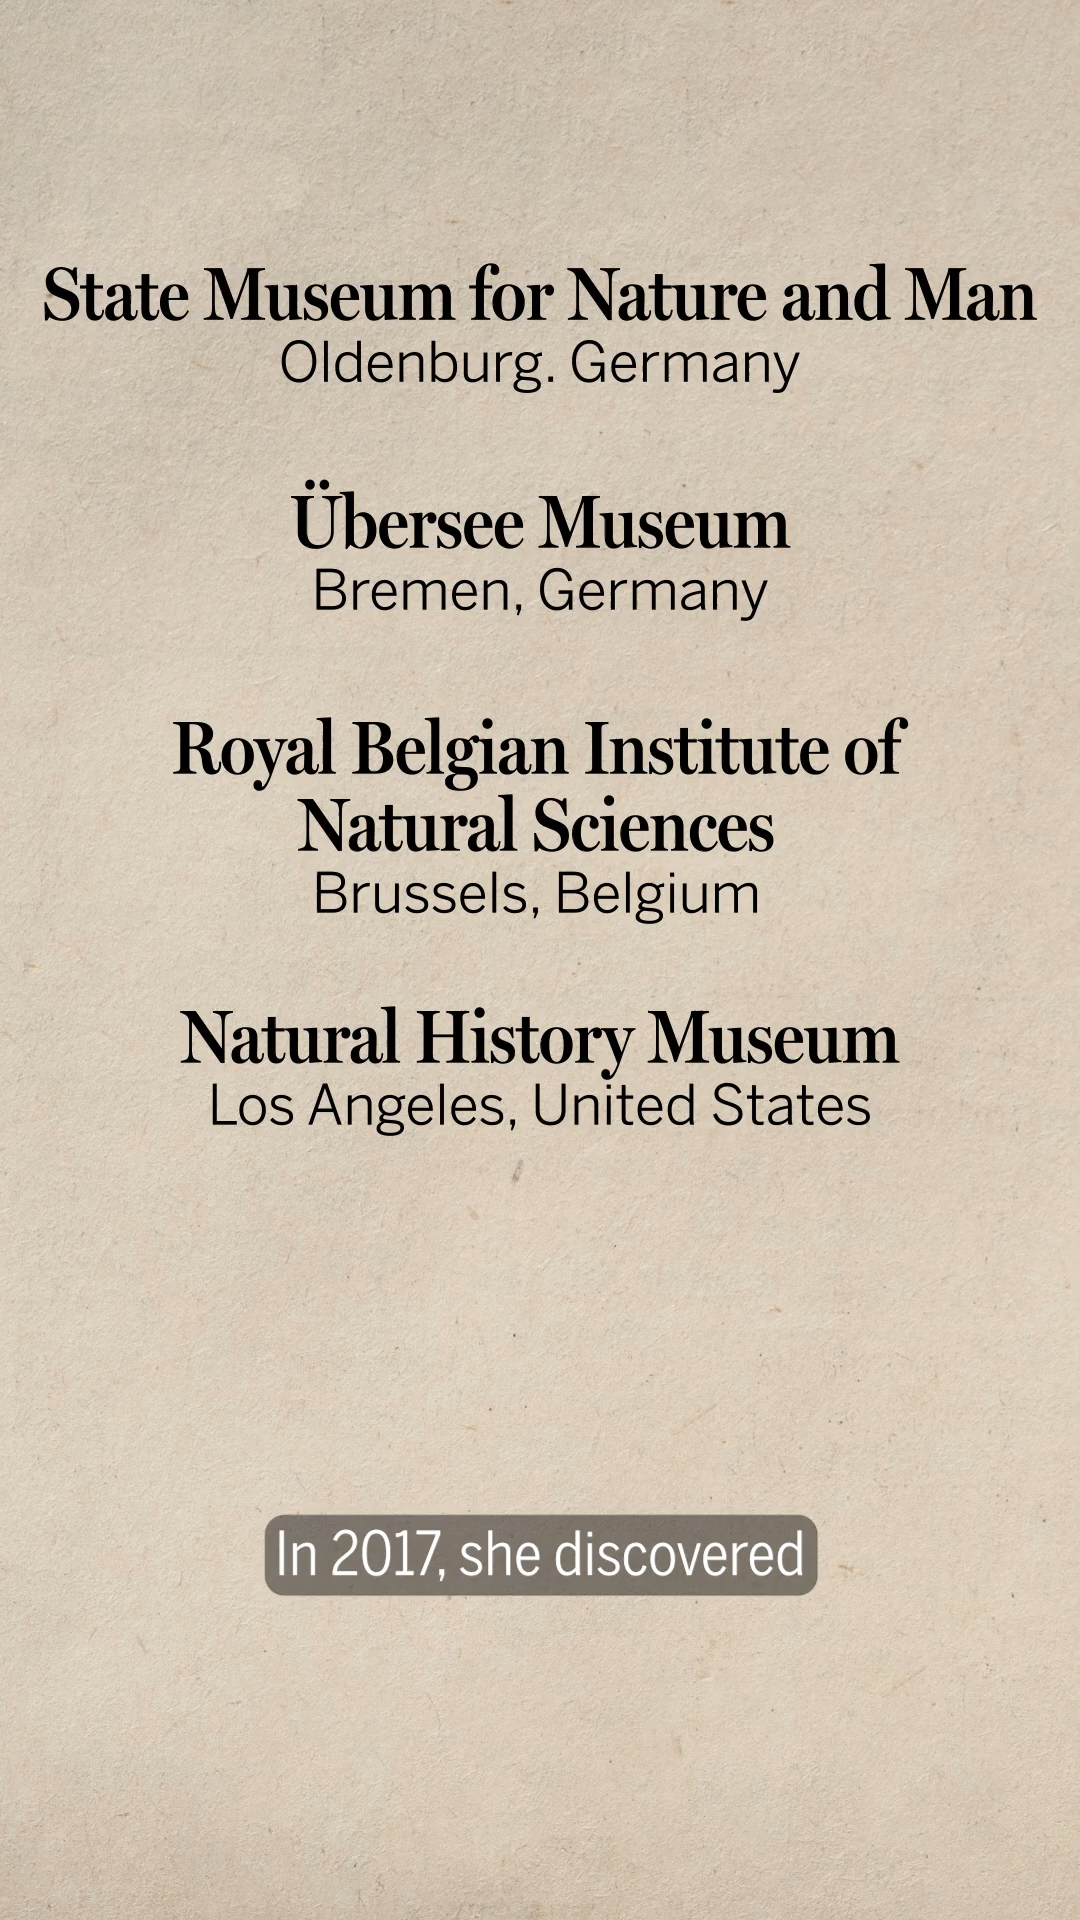 State Museum for Nature and Man
Oldenburg. Germany
Übersee Museum
Bremen, Germany
Royal Belgian Institute of
Natural Sciences
Brussels, Belgium
Natural History Museum
Los Angeles, United States
In 2017, she discovered